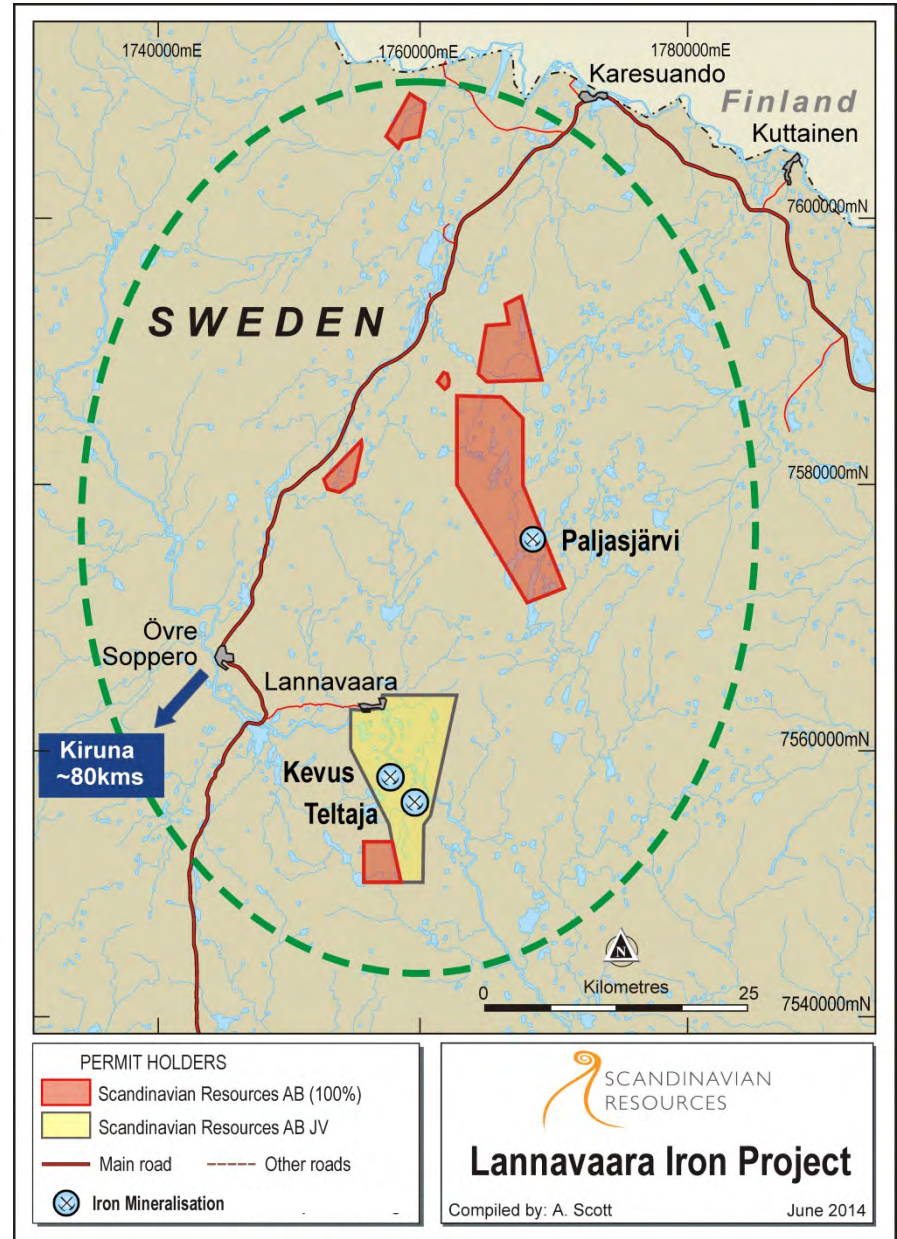 1740000mE
1760000mE
1780000mE
Karesuando
Finland
Kuttainen
7600000mN
SWEDEN
7580000mN
Paljasjärvi
Övre
Soppero
Lannavaara
Kiruna
~80kms
7560000mN
Kevus
Teltaja
N
Kilometres
0
25
7540000mN
PERMIT HOLDERS
Scandinavian Resources AB (100%)
Scandinavian Resources AB JV
Main road
Other roads
Iron Mineralisation
SCANDINAVIAN
RESOURCES
Lannavaara Iron Project
Compiled by: A. Scott
June 2014